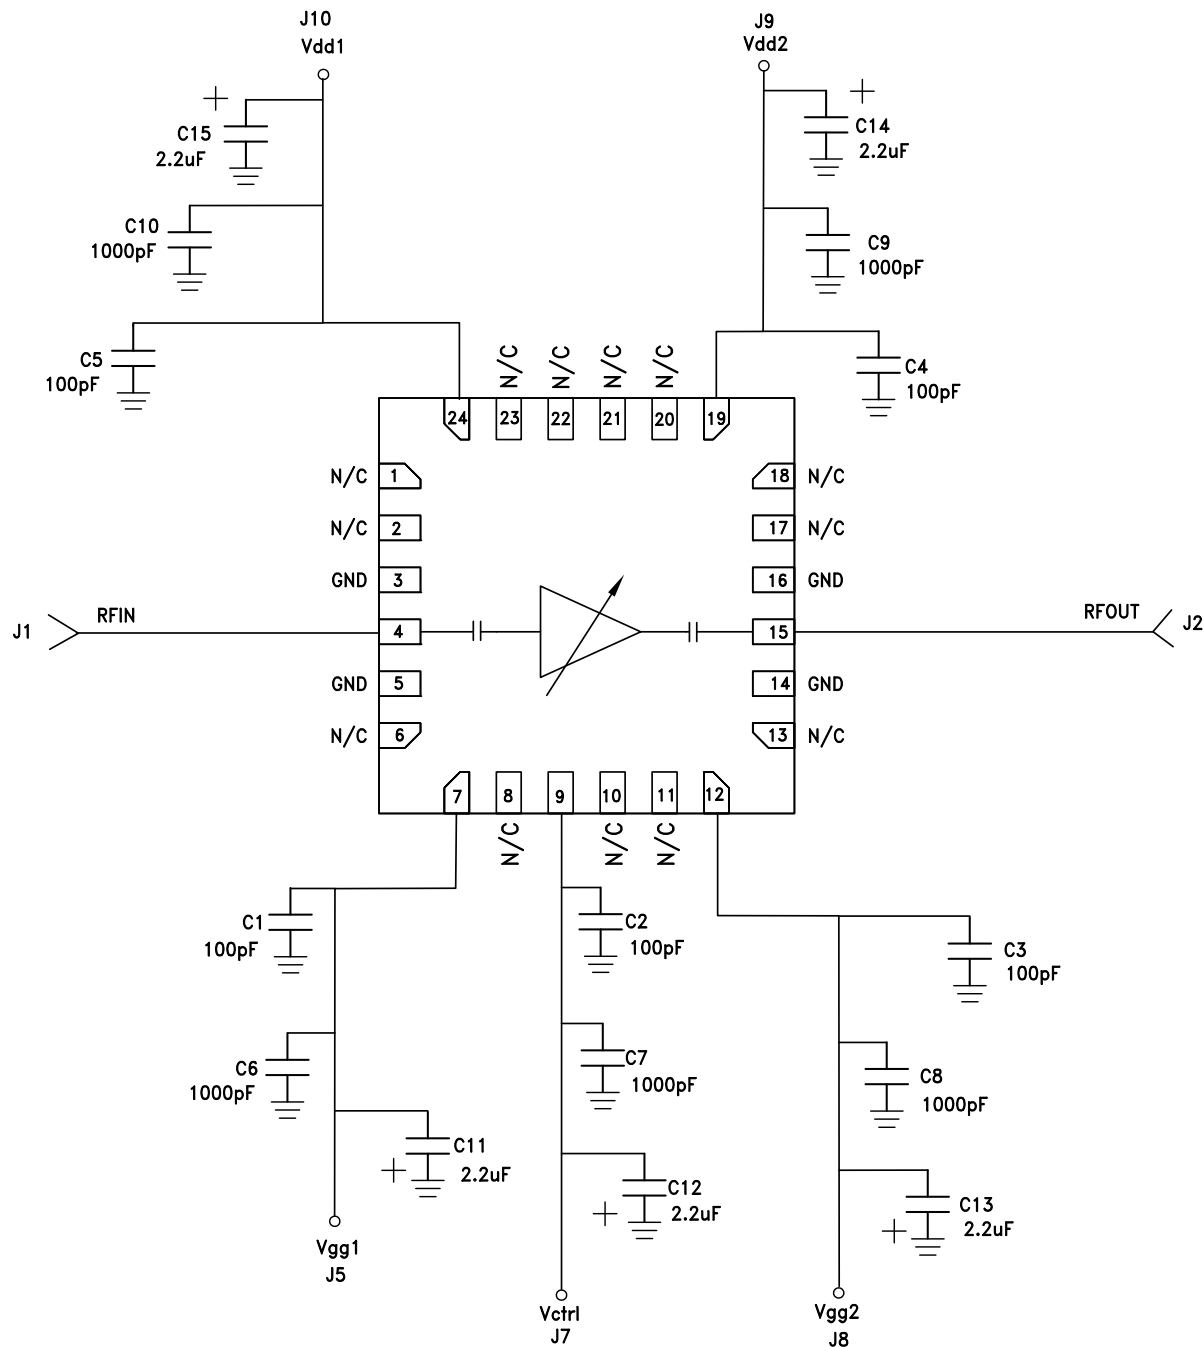 J10
Vdd1
J9
Vdd2
+
C15
2.2uF
+
C14
2.2uF
C10
1000pF
C9
1000pF
C5
100pF
C4
100pF
N/C
N/C
N/C
N/C
24
23
22
21
20
19
N/C
1
18
N/C
N/C
2
17
N/C
GND
3
16
GND
J1
RFIN
4
15
RFOUT
J2
GND
5
14
GND
N/C
6
13
N/C
7
8
9
10
11
12
N/C
N/C
N/C
C1
100pF
C2
100pF
C3
100pF
C6
1000pF
C7
1000pF
C8
1000pF
C11
+
2.2uF
C12
+
2.2uF
C13
+
2.2uF
Vgg1
J5
Vctrl
J7
Vgg2
J8